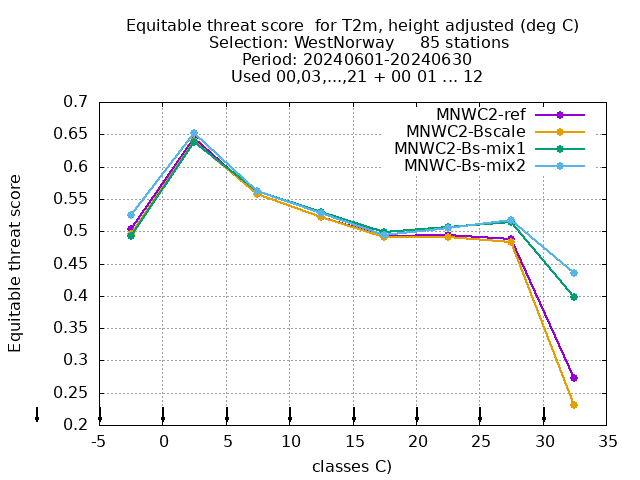 Equitable threat score  for T2m, height adjusted (deg C)
Selection: WestNorway     85 stations
Period: 20240601-20240630
Used 00,03,...,21 + 00 01 ... 12
MNWC2-ref
MNWC2-Bscale
MNWC2-Bs-mix1
MNWC-Bs-mix2
Equitable threat score
0.7
0.65
0.6
0.55
0.5
0.45
0.4
0.35
0.3
0.25
0.2
-5 0 5 10 15 20 25 30 35
classes C)